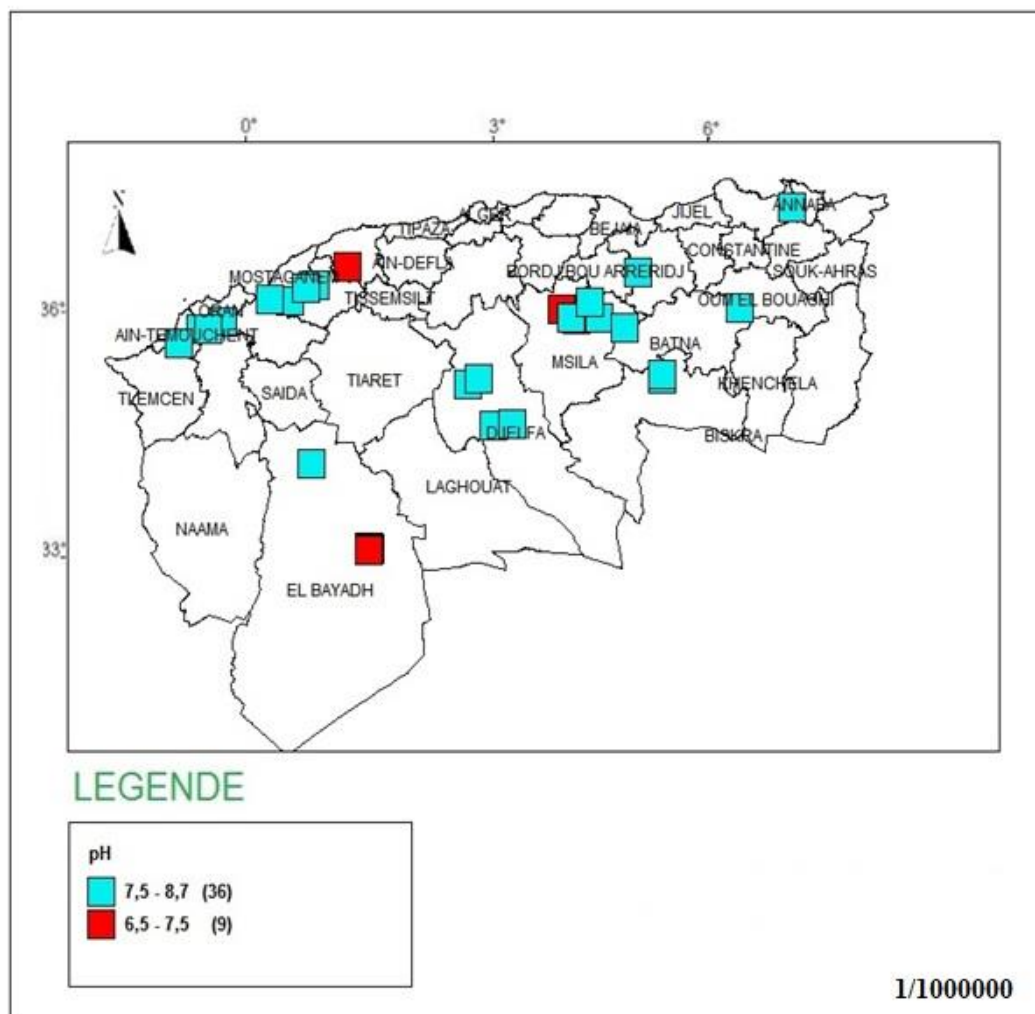 0° 3° 6°
N
ANNABA
ALGER JIJEL
TIPAZA BEJAIA
CONSTANTINE
AIN-DEFLA BORDJ BOU ARRERIDJ SOUK-AHRAS
MOSTAGANEM
TISSEMSILT OUM EL BOUAGHI
36°
ORAN
AIN-TEMOUCHENT
BATNA
MSILA
TIARET
KHENCHELA
SAIDA
TLEMCEN
DJELFA BISKRA
LAGHOUAT
NAAMA
33°
EL BAYADH
LEGENDE
pH
7,5 - 8,7 (36)
6,5 - 7,5 (9)
1/1000000